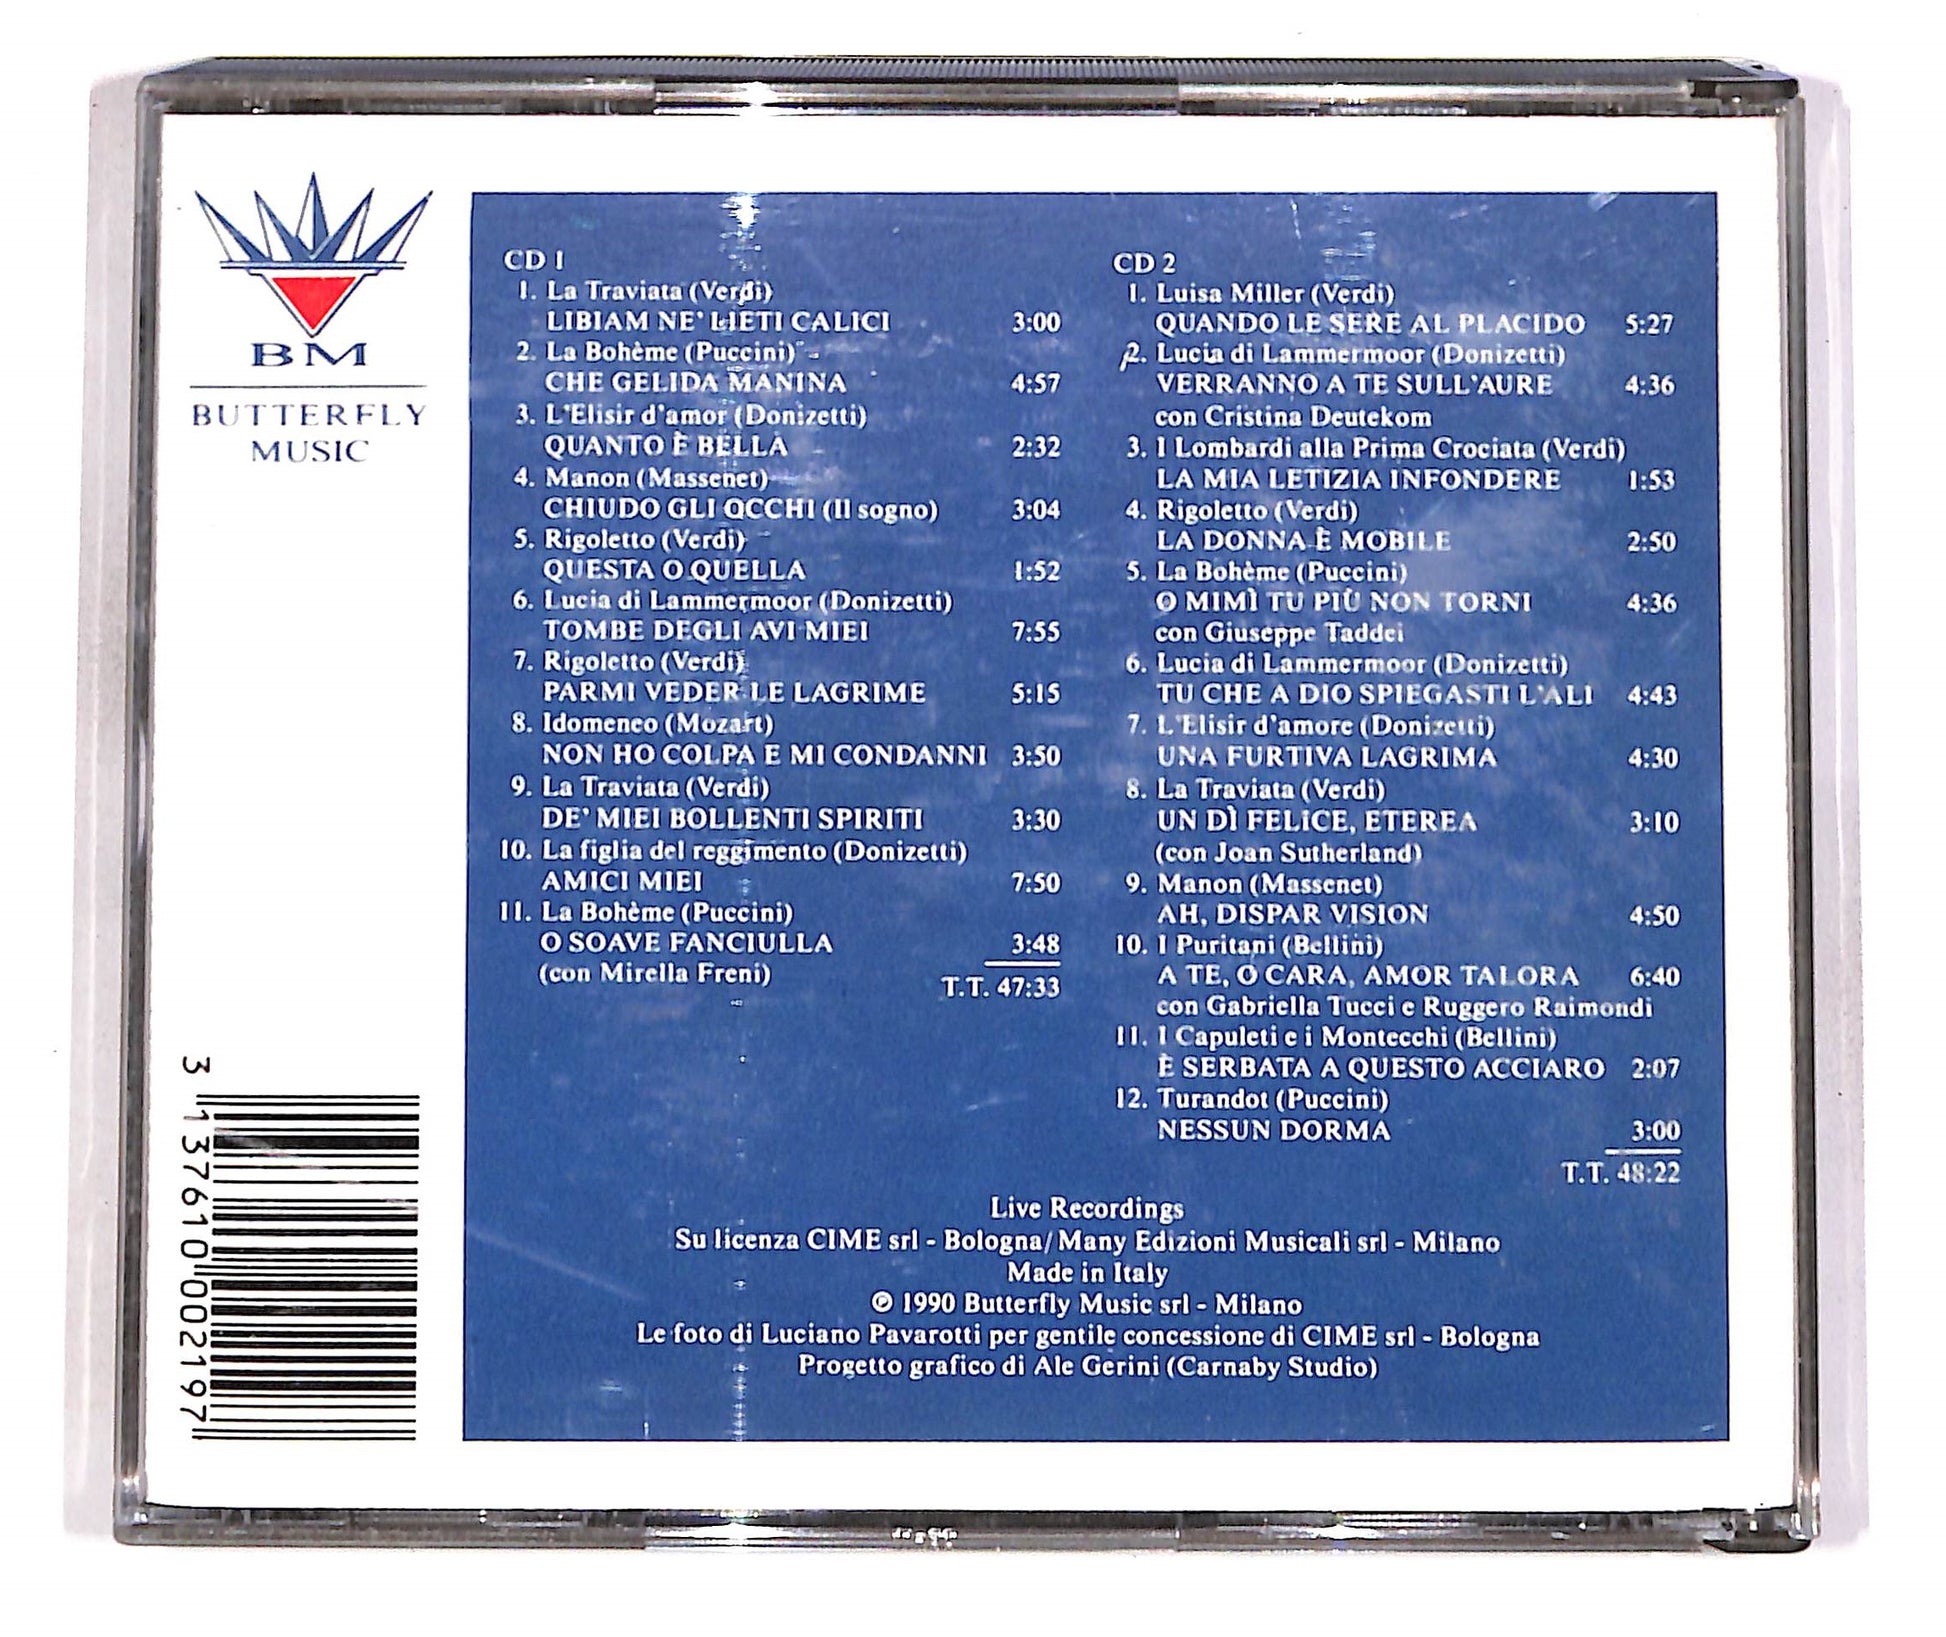 BM
BUTTERFLY
MUSIC
CD 1
1. La Traviata (Verdi)
LIBIAM NE' LIETI CALICI 3:00
2. La Bohème (Puccini)
CHE GELIDA MANINA 4:57
3. L'Elisir d'amor (Donizetti)
QUANTO È BELLA 2:32
4. Manon (Massenet)
CHIUDO GLI OCCHI (Il sogno) 3:04
5. Rigoletto (Verdi)
QUESTA O QUELLA 1:52
6. Lucia di Lammermoor (Donizetti)
TOMBE DEGLI AVI MIEI 7:55
7. Rigoletto (Verdi)
PARMI VEDER LE LAGRIME 5:15
8. Idomeneo (Mozart)
NON HO COLPA E MI CONDANNI 3:50
9. La Traviata (Verdi)
DE' MIEI BOLLENTI SPIRITI 3:30
10. La figlia del reggimento (Donizetti)
AMICI MIEI 7:50
11. La Bohème (Puccini)
O SOAVE FANCIULLA 3:48
(con Mirella Freni)
T.T. 47:33
CD 2
1. Luisa Miller (Verdi)
QUANDO LE SERE AL PLACIDO 5:27
2. Lucia di Lammermoor (Donizetti)
VERRANNO A TE SULL'AURE 4:36
con Cristina Deutekom
3. I Lombardi alla Prima Crociata (Verdi)
LA MIA LETIZIA INFONDERE 1:53
4. Rigoletto (Verdi)
LA DONNA È MOBILE 2:50
5. La Bohème (Puccini)
O MIMÌ TU PIÙ NON TORNI 4:36
con Giuseppe Taddei
6. Lucia di Lammermoor (Donizetti)
TU CHE A DIO SPIEGASTI L'ALI 4:43
7. L'Elisir d'amore (Donizetti)
UNA FURTIVA LAGRIMA 4:30
8. La Traviata (Verdi)
UN DÌ FELICE, ETEREA 3:10
(con Joan Sutherland)
9. Manon (Massenet)
AH, DISPAR VISION 4:50
10. I Puritani (Bellini)
A TE, O CARA, AMOR TALORA 6:40
con Gabriella Tucci e Ruggero Raimondi
11. I Capuleti e i Montecchi (Bellini)
È SERBATA A QUESTO ACCIARO 2:07
12. Turandot (Puccini)
NESSUN DORMA 3:00
T.T. 48:22
Live Recordings
Su licenza CIME srl - Bologna/Many Edizioni Musicali srl - Milano
Made in Italy
℗ 1990 Butterfly Music srl - Milano
Le foto di Luciano Pavarotti per gentile concessione di CIME srl - Bologna
Progetto grafico di Ale Gerini (Carnaby Studio)
3 137610 002197